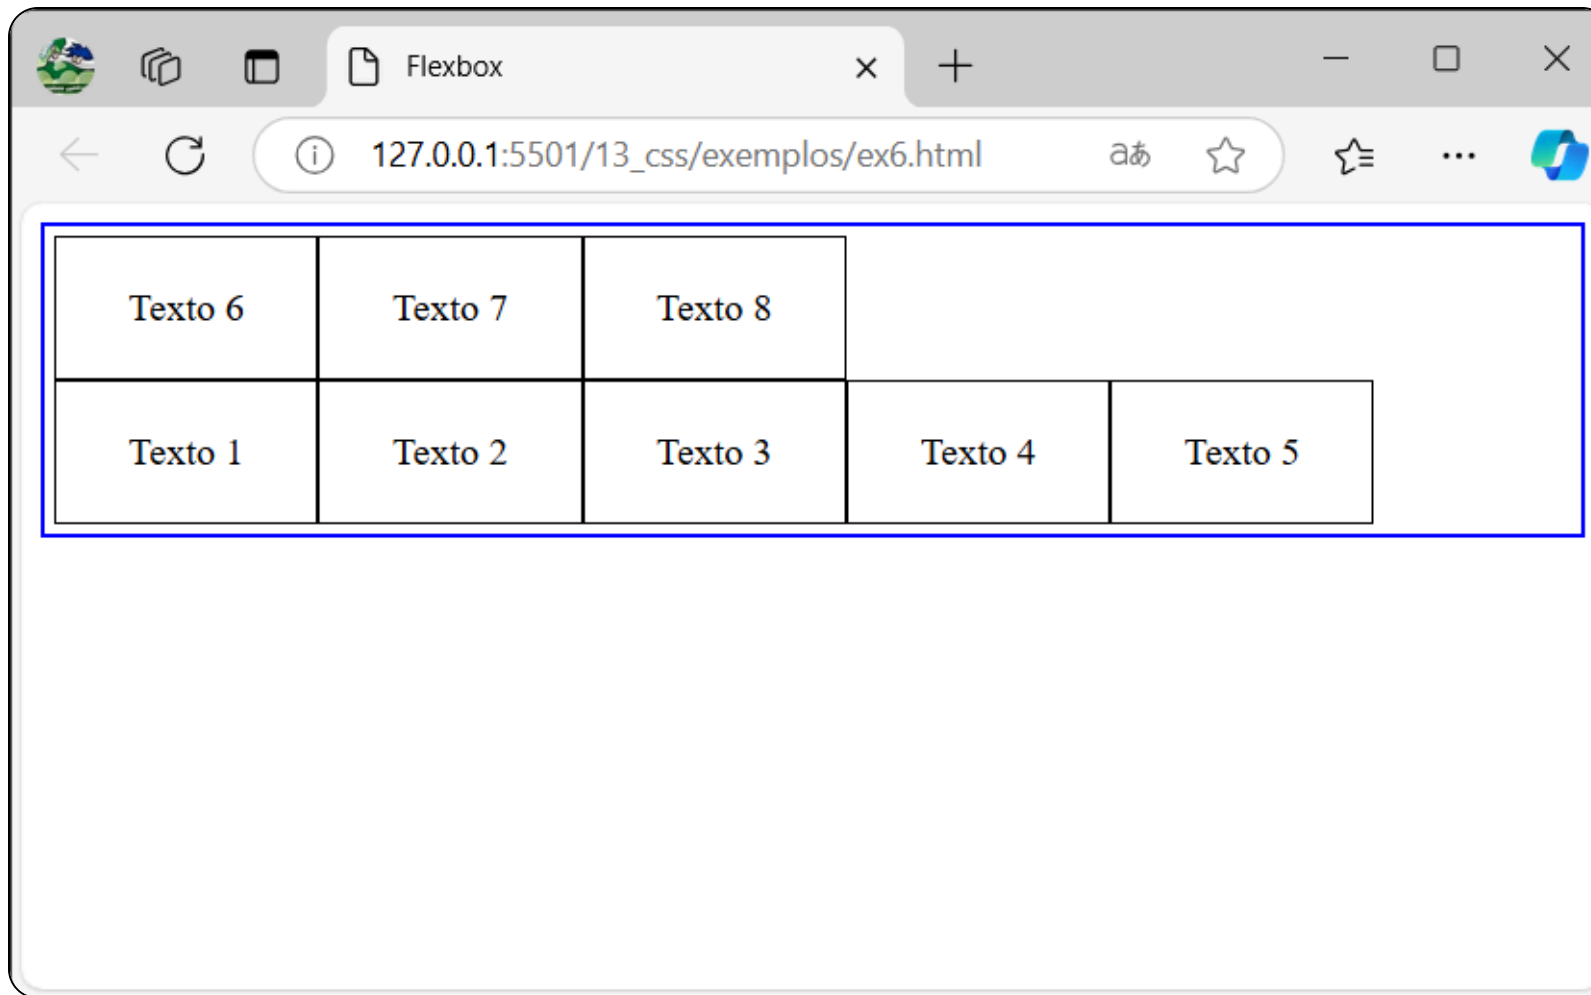 Flexbox
127.0.0.1:5501/13_css/exemplos/ex6.html aあ
Texto 6 Texto 7 Texto 8
Texto 1 Texto 2 Texto 3 Texto 4 Texto 5